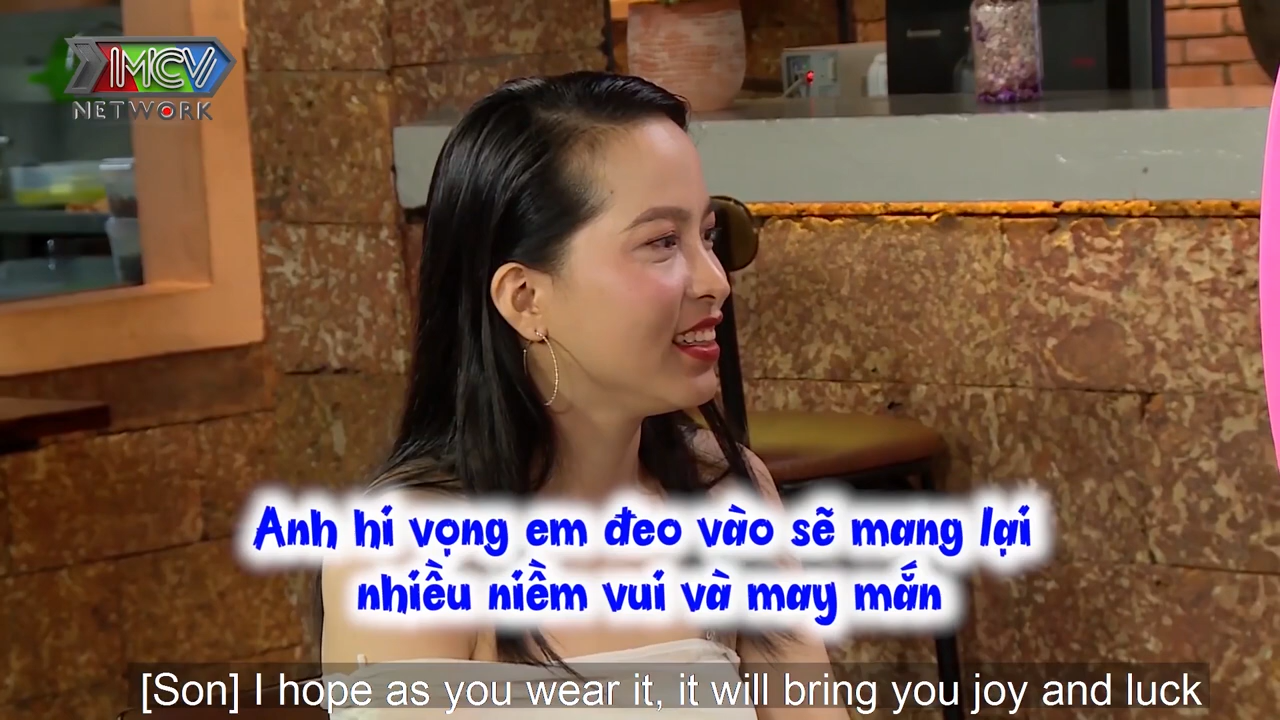 MCV
NETWORK
Anh hi vọng em đeo vào sẽ mang lại
nhiều niềm vui và may mắn
[Son] I hope as you wear it, it will bring you joy and luck